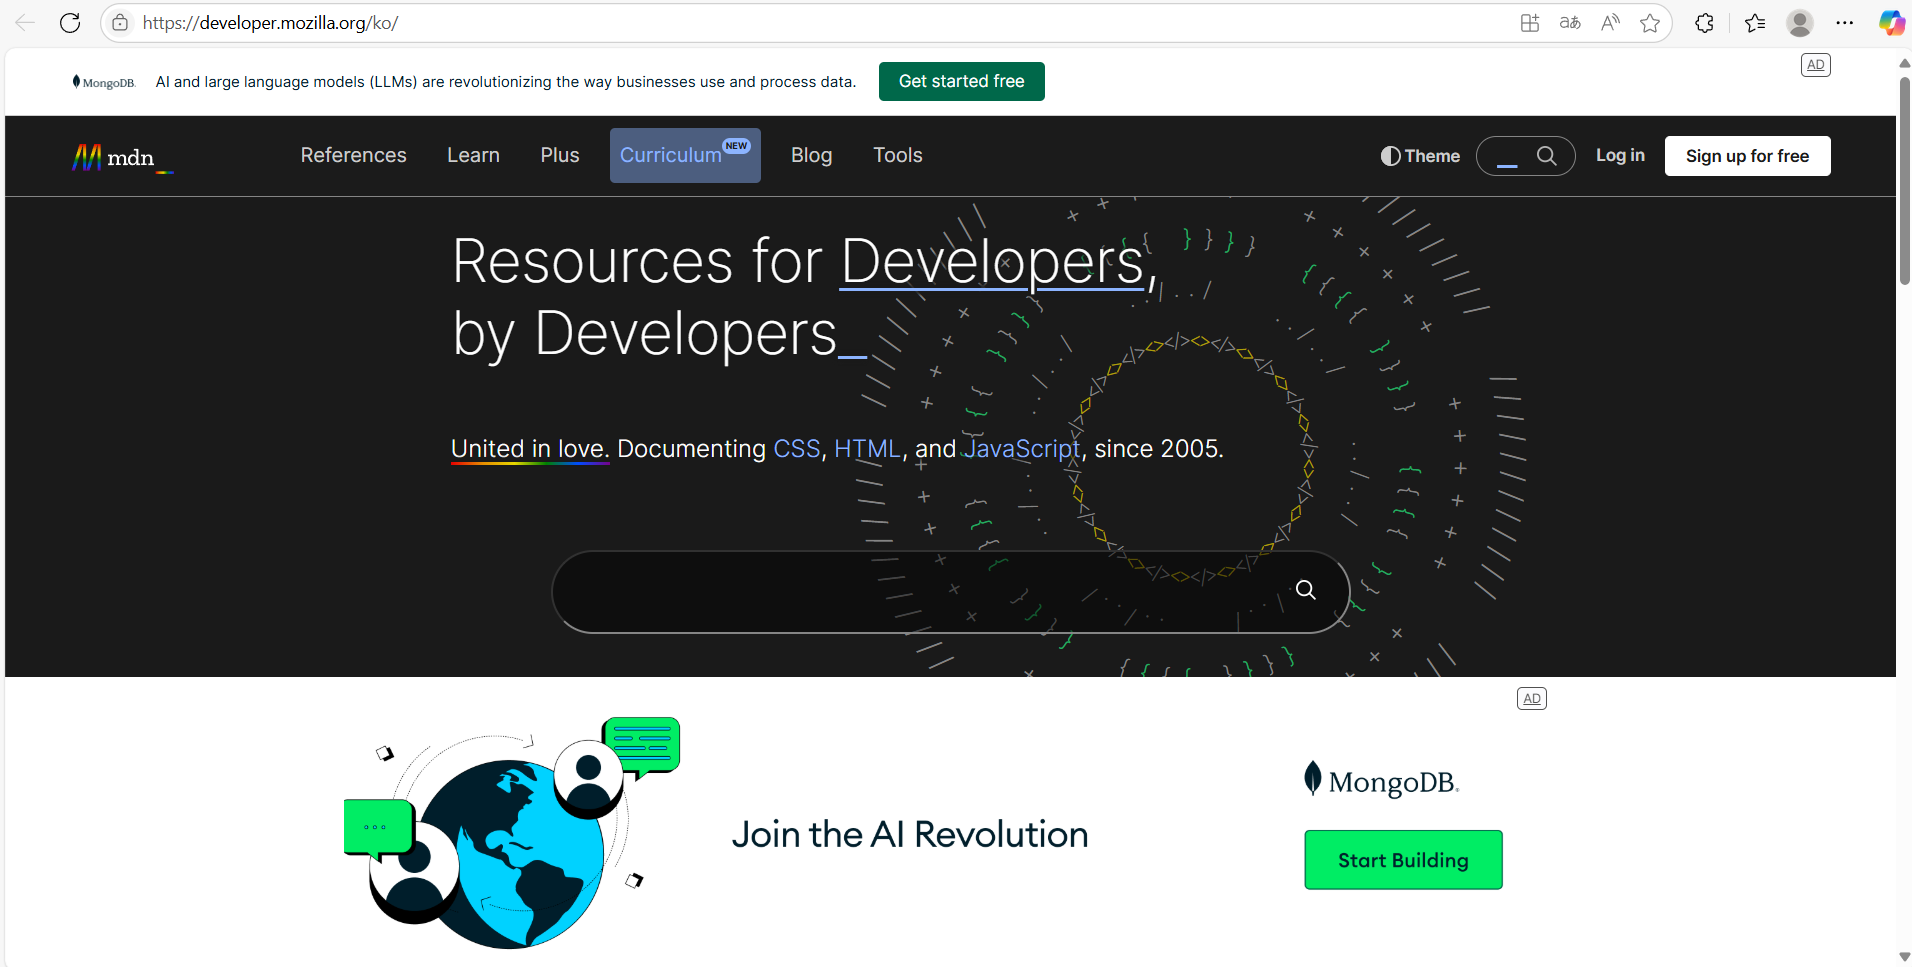 https://developer.mozilla.org/ko/
MongoDB. AI and large language models (LLMs) are revolutionizing the way businesses use and process data. Get started free AD
mdn_ References Learn Plus Curriculum NEW Blog Tools Theme _ Log in Sign up for free
Resources for Developers,
by Developers_
United in love. Documenting CSS, HTML, and JavaScript, since 2005.
AD
MongoDB.
Join the AI Revolution
Start Building